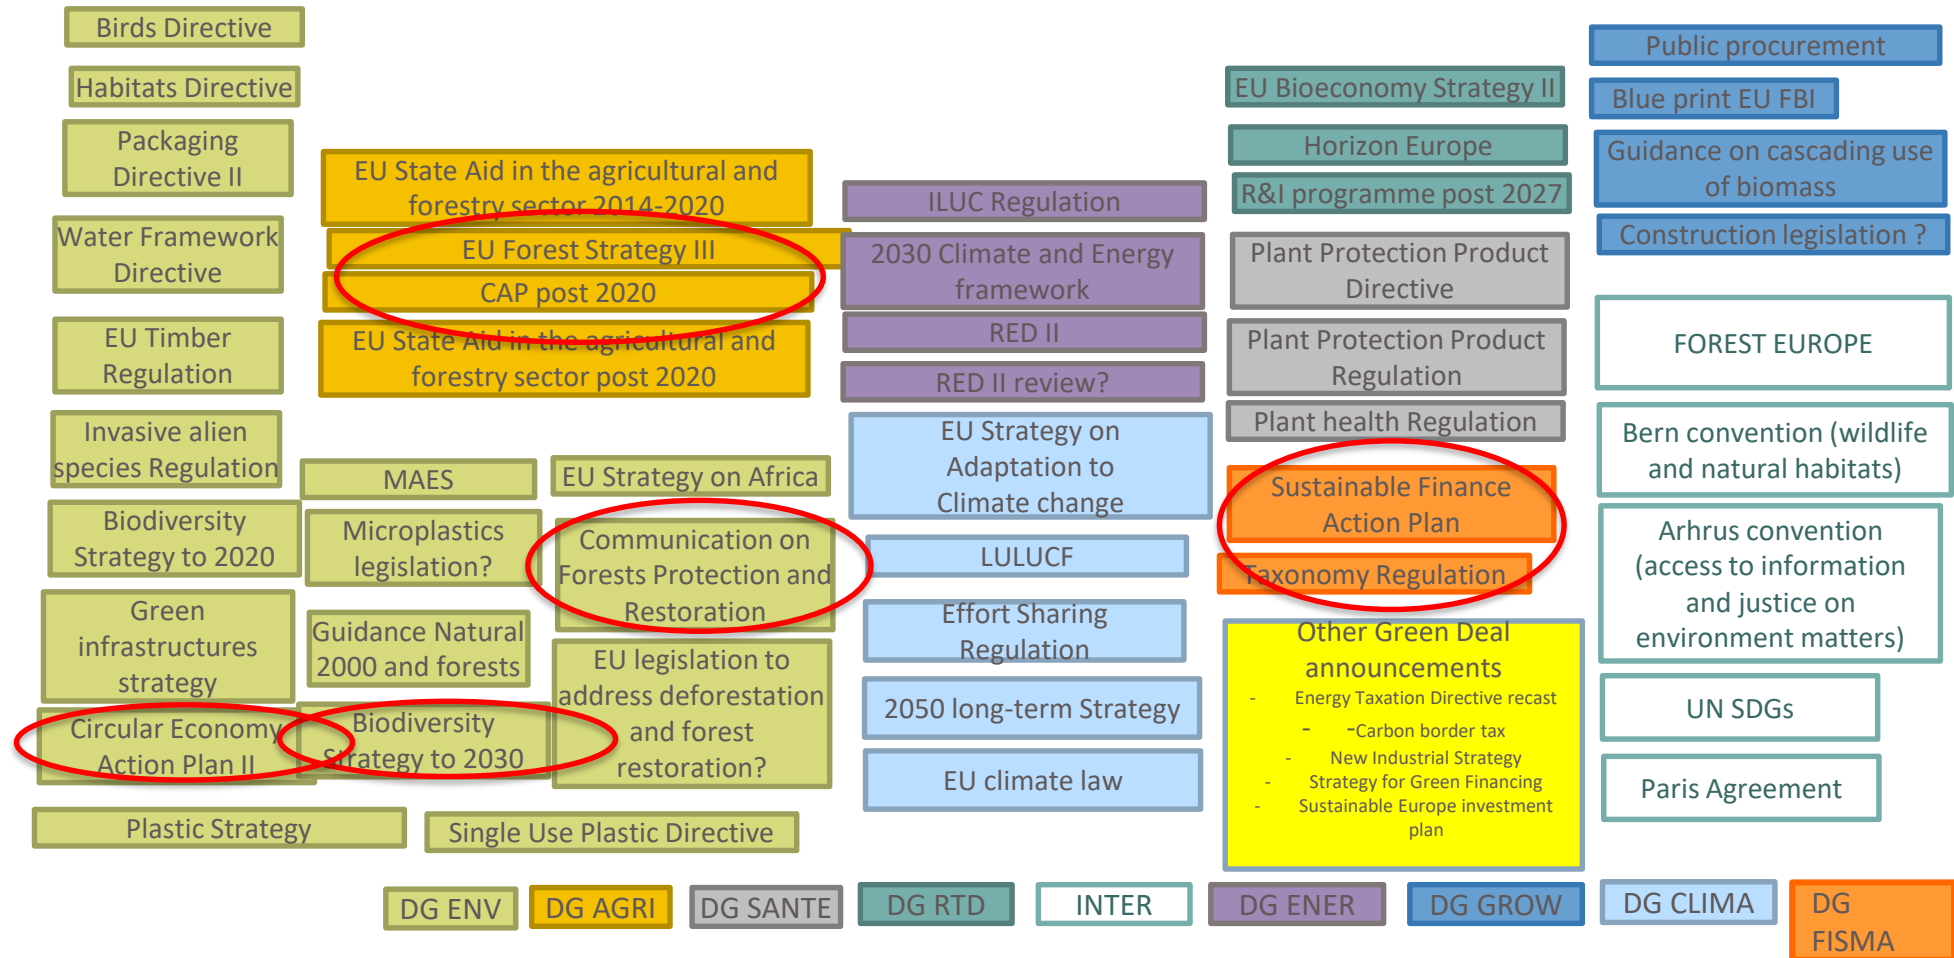 Birds Directive
Habitats Directive
Packaging
Directive II
Water Framework
Directive
EU Timber
Regulation
Invasive alien
species Regulation
Biodiversity
Strategy to 2020
Green
infrastructures
strategy
Circular Economy
Action Plan II
Plastic Strategy
EU State Aid in the agricultural and
forestry sector 2014-2020
EU Forest Strategy III
CAP post 2020
EU State Aid in the agricultural and
forestry sector post 2020
MAES
Microplastics
legislation?
Guidance Natural
2000 and forests
Biodiversity
Strategy to 2030
Single Use Plastic Directive
EU Strategy on Africa
Communication on
Forests Protection and
Restoration
EU legislation to
address deforestation
and forest
restoration?
ILUC Regulation
2030 Climate and Energy
framework
RED II
RED II review?
EU Strategy on
Adaptation to
Climate change
LULUCF
Effort Sharing
Regulation
2050 long-term Strategy
EU climate law
EU Bioeconomy Strategy II
Horizon Europe
R&I programme post 2027
Plant Protection Product
Directive
Plant Protection Product
Regulation
Plant health Regulation
Sustainable Finance
Action Plan
Taxonomy Regulation
Other Green Deal
announcements
- Energy Taxation Directive recast
- -Carbon border tax
- New Industrial Strategy
- Strategy for Green Financing
- Sustainable Europe investment
plan
Public procurement
Blue print EU FBI
Guidance on cascading use
of biomass
Construction legislation ?
FOREST EUROPE
Bern convention (wildlife
and natural habitats)
Arhrus convention
(access to information
and justice on
environment matters)
UN SDGs
Paris Agreement
DG ENV
DG AGRI
DG SANTE
DG RTD
INTER
DG ENER
DG GROW
DG CLIMA
DG
FISMA